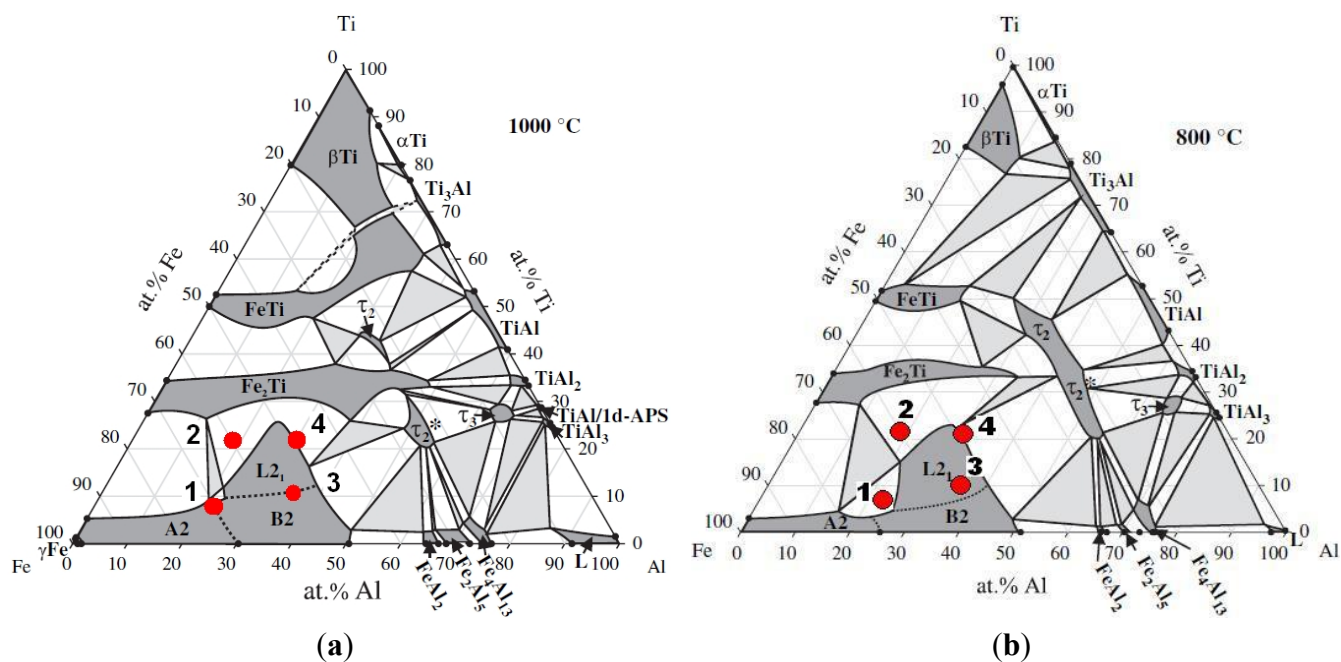 Ti
0
100
10
90
1000 °C
αTi
20
βTi
80
30
Ti₃Al
70
at.% Fe
40
60
at.% Ti
50
FeTi
τ₂
50
TiAl
60
40
Fe₂Ti
TiAl₂
70
30
TiAl/1d-APS
τ₃
TiAl₃
2
4
τ₂*
80
20
L2₁
1
3
90
10
A2
B2
100
γFe
0
L
Fe
0
10
20
30
40
50
60
70
80
90
100
Al
at.% Al
FeAl₂
Fe₂Al₅
Fe₄Al₁₃
(a)
Ti
0
100
10
αTi
90
800 °C
βTi
20
80
30
Ti₃Al
70
at.% Fe
40
60
at.% Ti
50
FeTi
50
TiAl
τ₂
60
40
Fe₂Ti
TiAl₂
70
τ₂*
30
τ₃
TiAl₃
2
4
80
20
L2₁
3
1
90
10
A2
B2
100
0
L
Fe
0
10
20
30
40
50
60
70
80
90
100
Al
at.% Al
FeAl₂
Fe₂Al₅
Fe₄Al₁₃
(b)